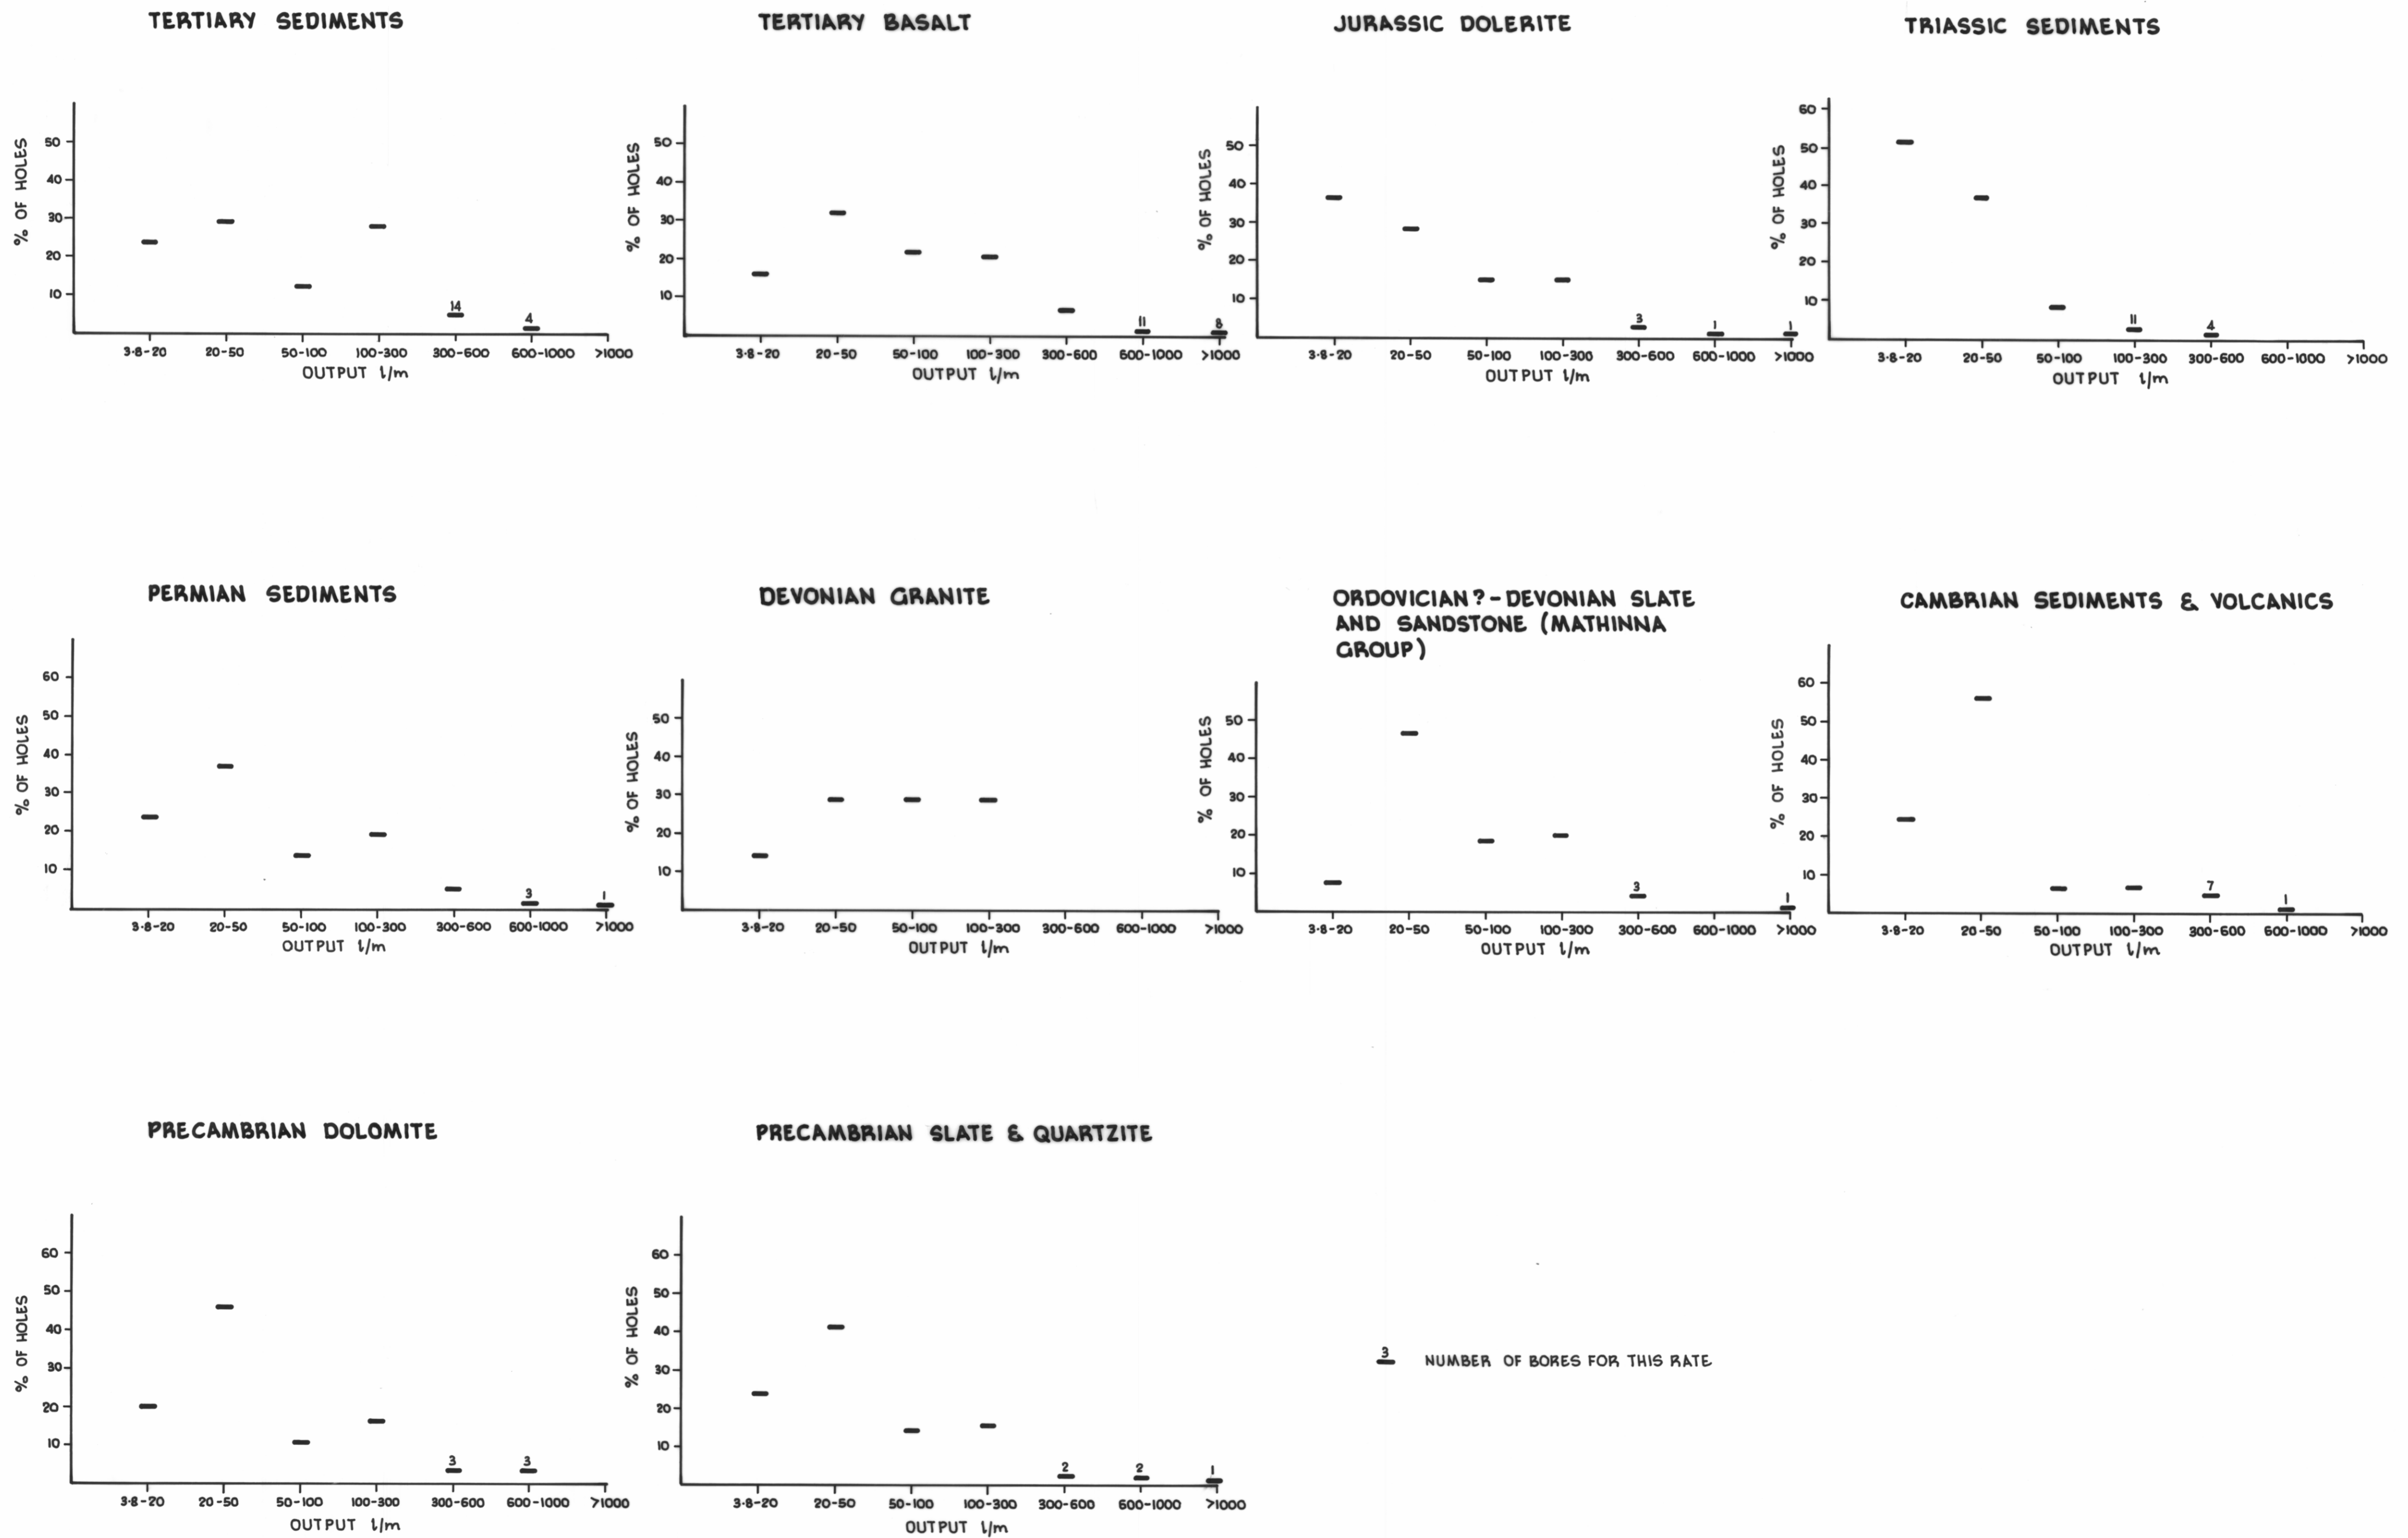 TERTIARY SEDIMENTS
% OF HOLES
50
40
30
20
10
14
4
3·8-20 20-50 50-100 100-300 300-600 600-1000 >1000
OUTPUT l/m
TERTIARY BASALT
% OF HOLES
50
40
30
20
10
11
8
3·8-20 20-50 50-100 100-300 300-600 600-1000 >1000
OUTPUT l/m
JURASSIC DOLERITE
% OF HOLES
50
40
30
20
10
3
1
1
3·8-20 20-50 50-100 100-300 300-600 600-1000 >1000
OUTPUT l/m
TRIASSIC SEDIMENTS
% OF HOLES
60
50
40
30
20
10
11
4
3·8-20 20-50 50-100 100-300 300-600 600-1000 >1000
OUTPUT l/m
PERMIAN SEDIMENTS
% OF HOLES
60
50
40
30
20
10
3
1
3·8-20 20-50 50-100 100-300 300-600 600-1000 >1000
OUTPUT l/m
DEVONIAN GRANITE
% OF HOLES
50
40
30
20
10
3·8-20 20-50 50-100 100-300 300-600 600-1000 >1000
OUTPUT l/m
ORDOVICIAN?-DEVONIAN SLATE
AND SANDSTONE (MATHINNA
GROUP)
% OF HOLES
50
40
30
20
10
3
1
3·8-20 20-50 50-100 100-300 300-600 600-1000 >1000
OUTPUT l/m
CAMBRIAN SEDIMENTS & VOLCANICS
% OF HOLES
60
50
40
30
20
10
7
1
3·8-20 20-50 50-100 100-300 300-600 600-1000 >1000
OUTPUT l/m
PRECAMBRIAN DOLOMITE
% OF HOLES
60
50
40
30
20
10
3
3
3·8-20 20-50 50-100 100-300 300-600 600-1000 >1000
OUTPUT l/m
PRECAMBRIAN SLATE & QUARTZITE
% OF HOLES
60
50
40
30
20
10
2
2
1
3·8-20 20-50 50-100 100-300 300-600 600-1000 >1000
OUTPUT l/m
3 NUMBER OF BORES FOR THIS RATE